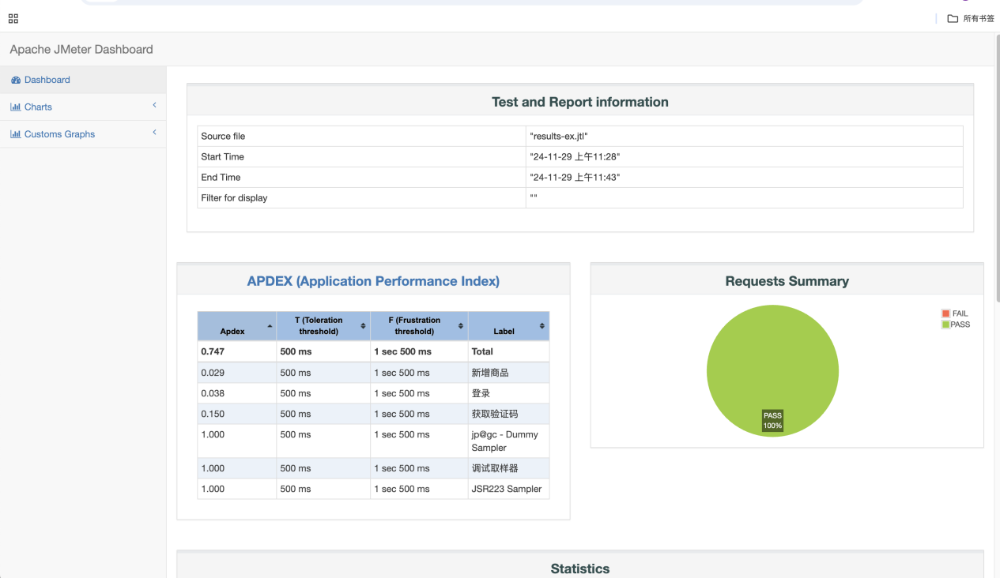 所有书签
Apache JMeter Dashboard
Dashboard
Charts
Customs Graphs
Test and Report information
Source file "results-ex.jtl"
Start Time "24-11-29 上午11:28"
End Time "24-11-29 上午11:43"
Filter for display ""
APDEX (Application Performance Index)
Apdex T (Toleration threshold) F (Frustration threshold) Label
0.747 500 ms 1 sec 500 ms Total
0.029 500 ms 1 sec 500 ms 新增商品
0.038 500 ms 1 sec 500 ms 登录
0.150 500 ms 1 sec 500 ms 获取验证码
1.000 500 ms 1 sec 500 ms jp@gc - Dummy
Sampler
1.000 500 ms 1 sec 500 ms 调试取样器
1.000 500 ms 1 sec 500 ms JSR223 Sampler
Requests Summary
FAIL
PASS
PASS
100%
Statistics